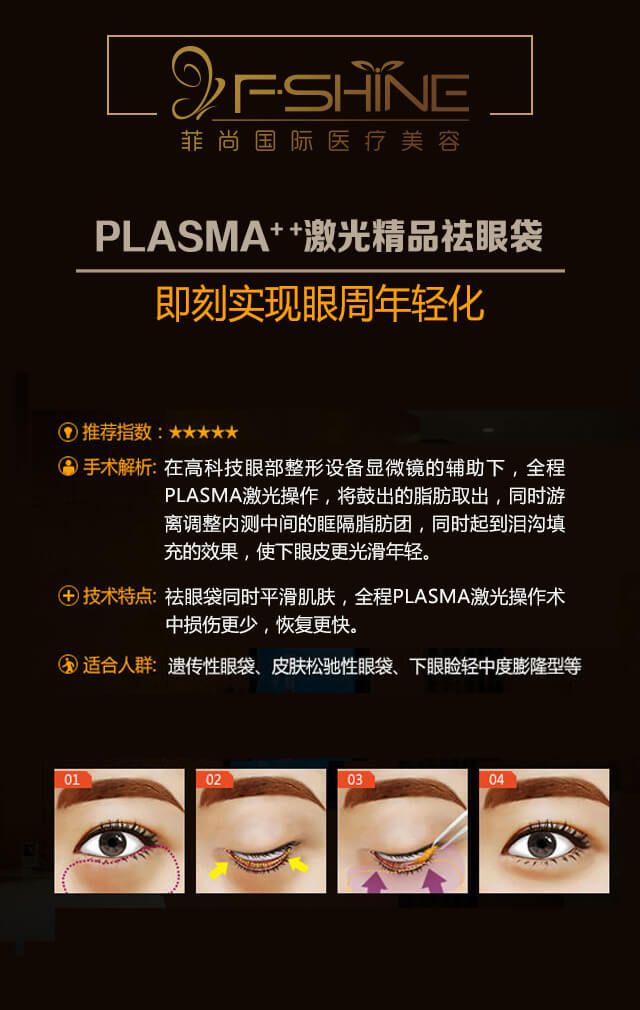 F·SHINE
菲尚国际医疗美容
PLASMA⁺⁺激光精品祛眼袋
即刻实现眼周年轻化
推荐指数：★★★★★
手术解析: 在高科技眼部整形设备显微镜的辅助下，全程
PLASMA激光操作，将鼓出的脂肪取出，同时游
离调整内测中间的眶隔脂肪团，同时起到泪沟填
充的效果，使下眼皮更光滑年轻。
技术特点: 祛眼袋同时平滑肌肤，全程PLASMA激光操作术
中损伤更少，恢复更快。
适合人群: 遗传性眼袋、皮肤松驰性眼袋、下眼睑轻中度膨隆型等
01 02 03 04